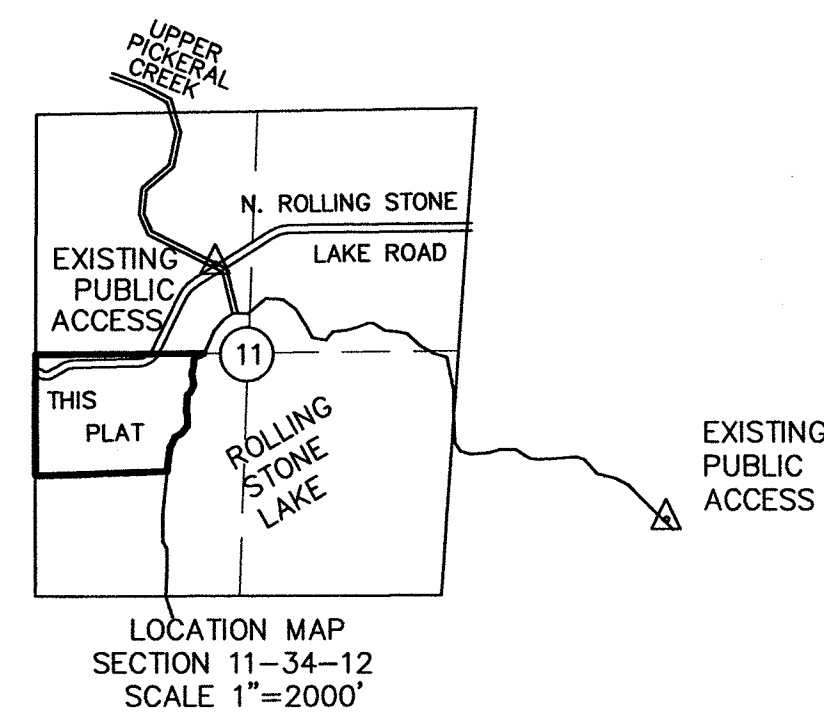 UPPER
PICKERAL
CREEK
N. ROLLING STONE
LAKE ROAD
EXISTING
PUBLIC
ACCESS
11
THIS
PLAT
ROLLING
STONE
LAKE
EXISTING
PUBLIC
ACCESS
LOCATION MAP
SECTION 11-34-12
SCALE 1"=2000'